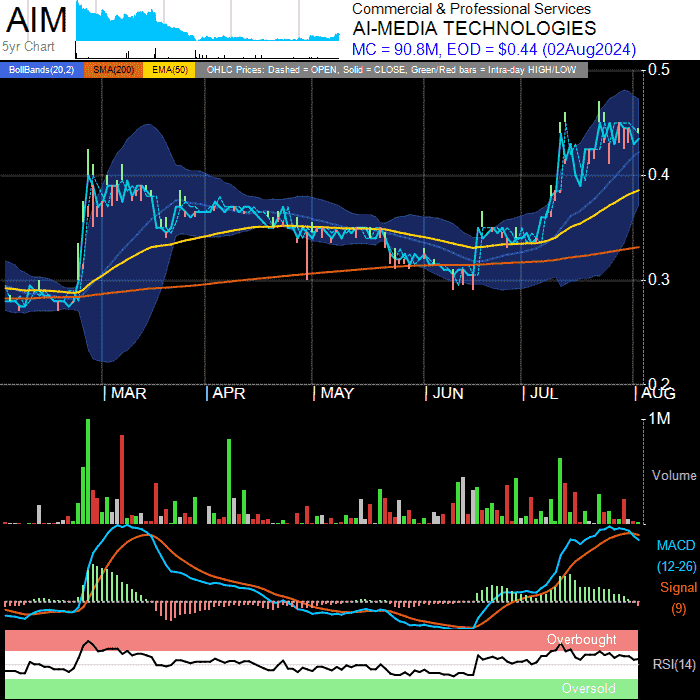 AIM
5yr Chart
Commercial & Professional Services
AI-MEDIA TECHNOLOGIES
MC = 90.8M, EOD = $0.44 (02Aug2024)
BollBands(20,2) SMA(200) EMA(50) OHLC Prices: Dashed = OPEN, Solid = CLOSE, Green/Red bars = Intra-day HIGH/LOW
0.5
0.4
0.3
0.2
MAR APR MAY JUN JUL AUG
1M
Volume
MACD
(12-26)
Signal
(9)
Overbought
RSI(14)
Oversold